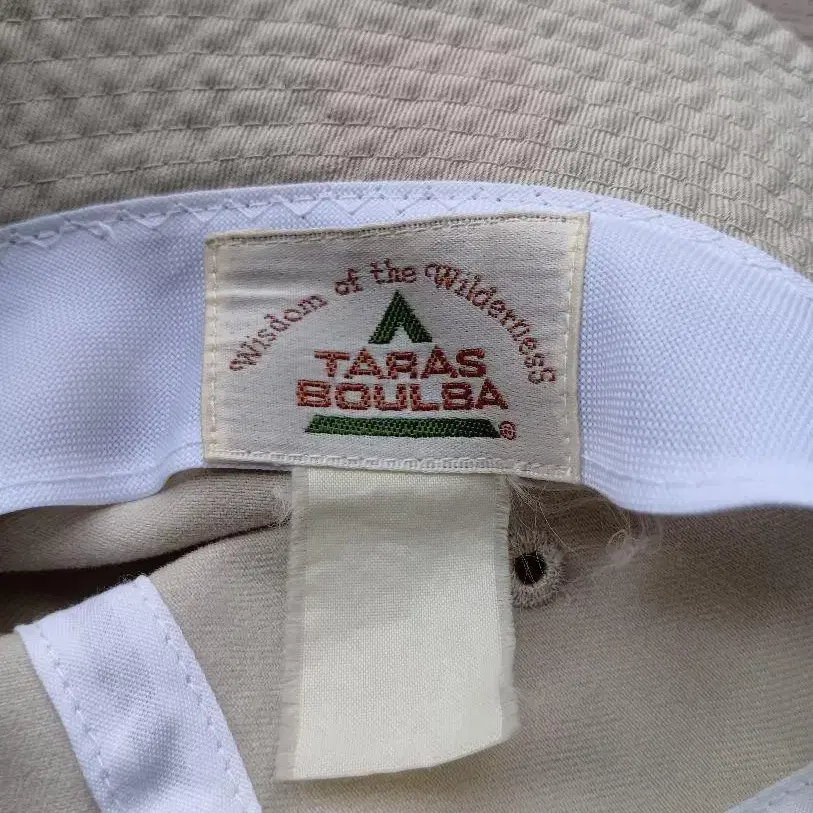 Wisdom of the Wilderness
TARAS
BOULBA®